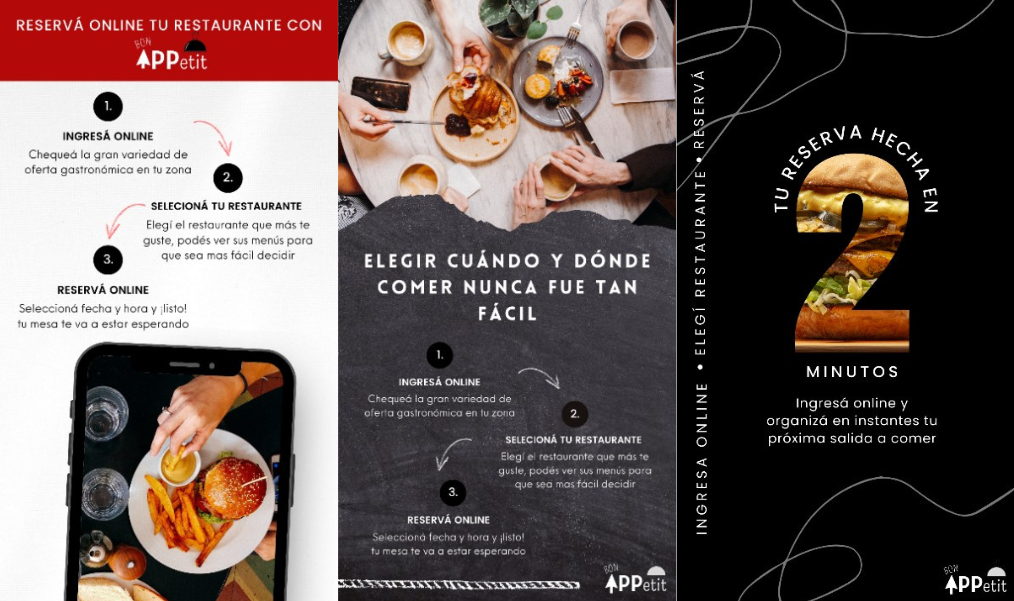 RESERVÁ ONLINE TU RESTAURANTE CON
BON
APPetit
1.
INGRESÁ ONLINE
Chequeá la gran variedad de
oferta gastronómica en tu zona
2.
SELECIONÁ TU RESTAURANTE
Elegí el restaurante que más te
guste, podés ver sus menús para
que sea mas fácil decidir
3.
RESERVÁ ONLINE
Seleccioná fecha y hora y ¡listo!
tu mesa te va a estar esperando
ELEGIR CUÁNDO Y DÓNDE
COMER NUNCA FUE TAN
FÁCIL
1.
INGRESÁ ONLINE
Chequeá la gran variedad de
oferta gastronómica en tu zona
2.
SELECIONÁ TU RESTAURANTE
Elegí el restaurante que más te
guste, podés ver sus menús para
que sea mas fácil decidir
3.
RESERVÁ ONLINE
Seleccioná fecha y hora y ¡listo!
tu mesa te va a estar esperando
BON
APPetit
INGRESA ONLINE • ELEGÍ RESTAURANTE • RESERVÁ
TU RESERVA HECHA EN
2
MINUTOS
Ingresá online y
organizá en instantes tu
próxima salida a comer
BON
APPetit